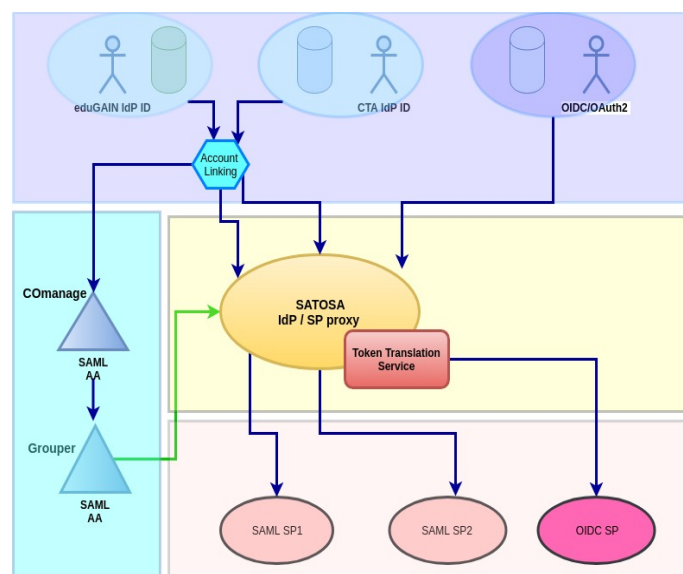 eduGAIN IdP ID
CTA IdP ID
OIDC/OAuth2
Account
Linking
COmanage
SAML
AA
SATOSA
IdP / SP proxy
Token Translation
Service
Grouper
SAML
AA
SAML SP1
SAML SP2
OIDC SP